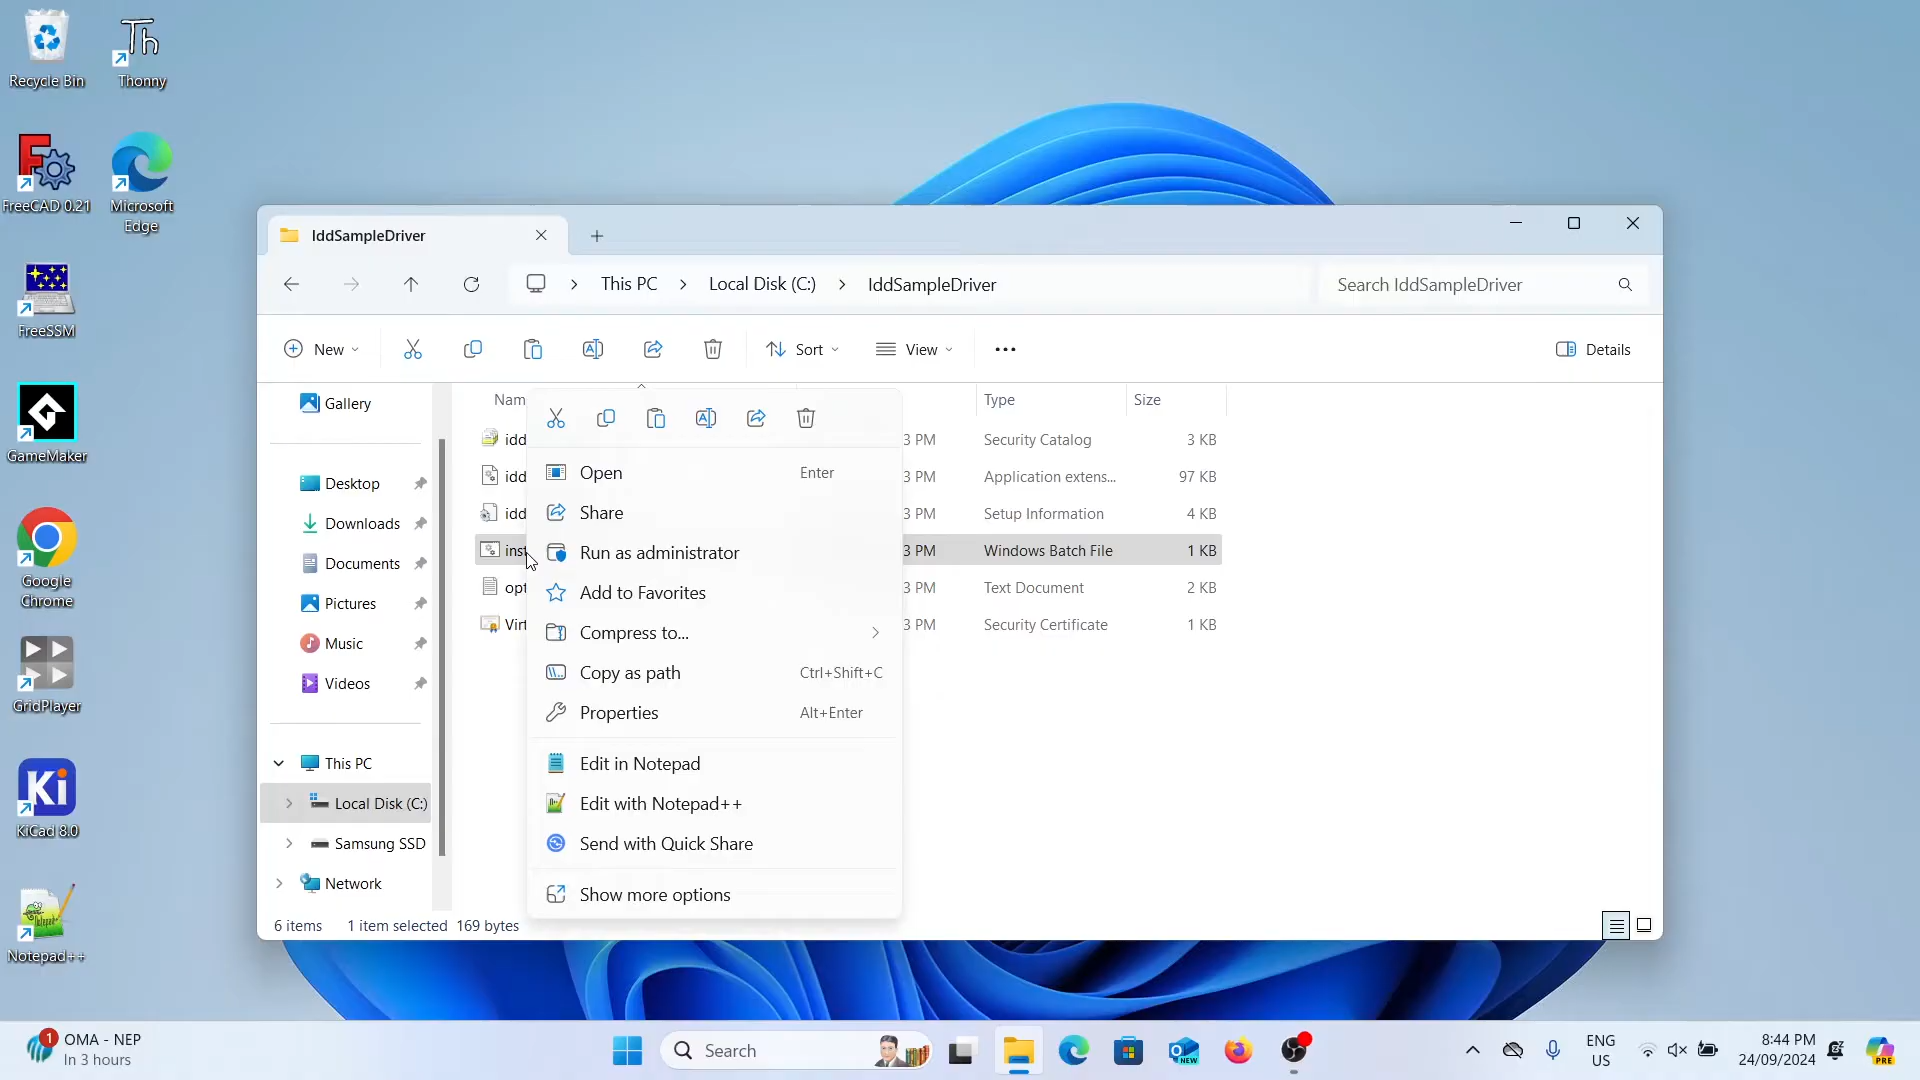 Recycle Bin
Thonny
FreeCAD 0.21
Microsoft
Edge
FreeSSM
GameMaker
Google
Chrome
GridPlayer
KiCad 8.0
Notepad++
IddSampleDriver
This PC
Local Disk (C:)
IddSampleDriver
Search IddSampleDriver
New
Sort
View
Details
Gallery
Desktop
Downloads
Documents
Pictures
Music
Videos
This PC
Local Disk (C:)
Samsung SSD
Network
Nam
Type
Size
idd
3 PM
Security Catalog
3 KB
idd
3 PM
Application extens...
97 KB
idd
3 PM
Setup Information
4 KB
inst
3 PM
Windows Batch File
1 KB
opt
3 PM
Text Document
2 KB
Virt
3 PM
Security Certificate
1 KB
Open
Enter
Share
Run as administrator
Add to Favorites
Compress to...
Copy as path
Ctrl+Shift+C
Properties
Alt+Enter
Edit in Notepad
Edit with Notepad++
Send with Quick Share
Show more options
6 items
1 item selected
169 bytes
1
OMA - NEP
In 3 hours
Search
NEW
ENG
US
8:44 PM
24/09/2024
PRE